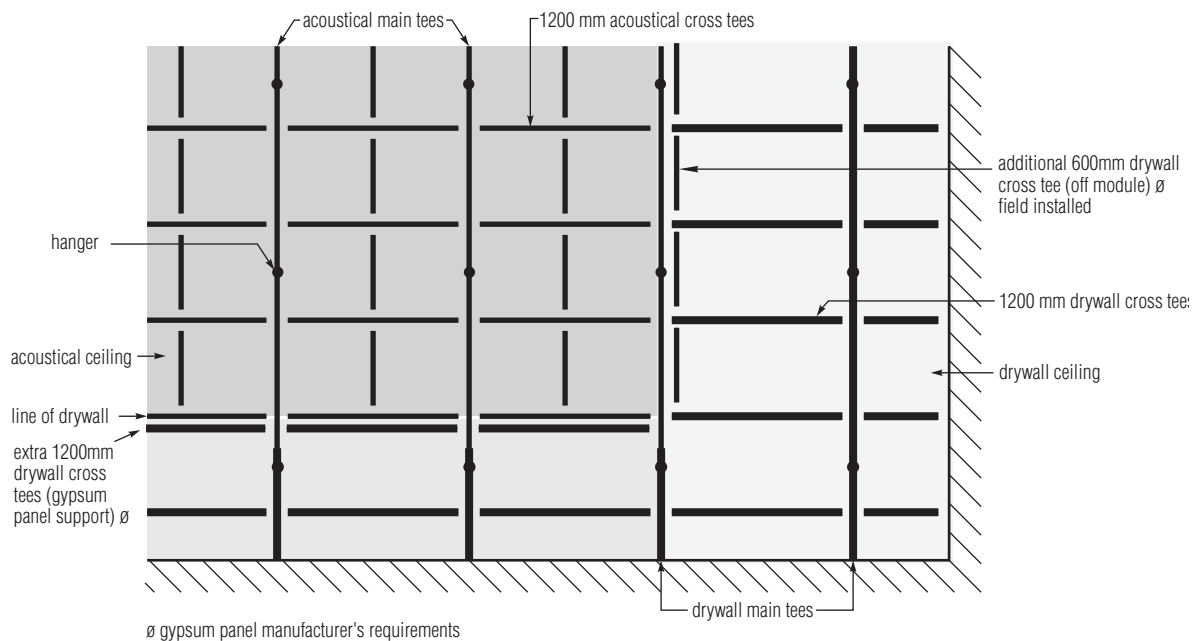 acoustical main tees
1200 mm acoustical cross tees
additional 600mm drywall
cross tee (off module) ø
field installed
hanger
1200 mm drywall cross tees
acoustical ceiling
drywall ceiling
line of drywall
extra 1200mm
drywall cross
tees (gypsum
panel support) ø
drywall main tees
ø gypsum panel manufacturer's requirements